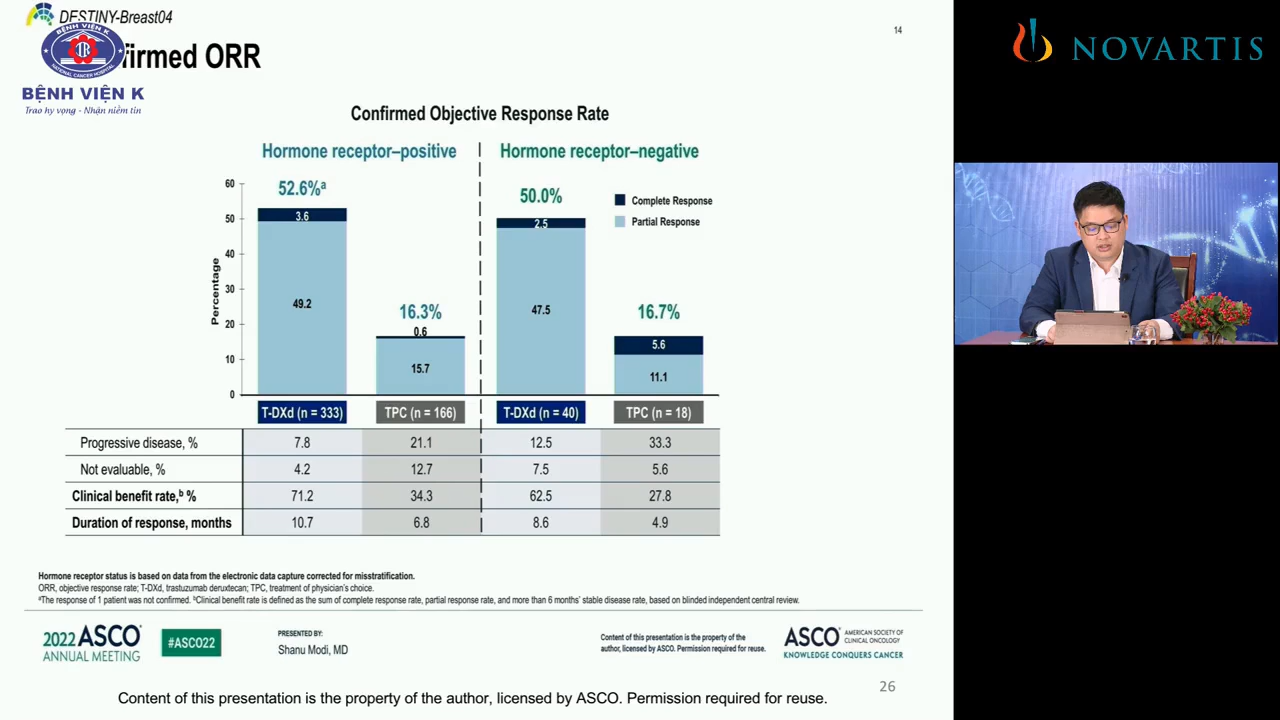 DESTINY-Breast04
14
firmed ORR
BỆNH VIỆN K
NATIONAL CANCER HOSPITAL
BỆNH VIỆN K
Trao hy vọng - Nhận niềm tin
NOVARTIS
Confirmed Objective Response Rate
Hormone receptor–positive
Hormone receptor–negative
Percentage
60
50
40
30
20
10
0
52.6%ᵃ
3.6
49.2
16.3%
0.6
15.7
50.0%
2.5
47.5
16.7%
5.6
11.1
Complete Response
Partial Response
T-DXd (n = 333) TPC (n = 166) T-DXd (n = 40) TPC (n = 18)
Progressive disease, % 7.8 21.1 12.5 33.3
Not evaluable, % 4.2 12.7 7.5 5.6
Clinical benefit rate,ᵇ % 71.2 34.3 62.5 27.8
Duration of response, months 10.7 6.8 8.6 4.9
Hormone receptor status is based on data from the electronic data capture corrected for misstratification.
ORR, objective response rate; T-DXd, trastuzumab deruxtecan; TPC, treatment of physician's choice.
ᵃThe response of 1 patient was not confirmed. ᵇClinical benefit rate is defined as the sum of complete response rate, partial response rate, and more than 6 months' stable disease rate, based on blinded independent central review.
2022 ASCO
ANNUAL MEETING
#ASCO22
PRESENTED BY:
Shanu Modi, MD
Content of this presentation is the property of the
author, licensed by ASCO. Permission required for reuse.
ASCO
AMERICAN SOCIETY OF
CLINICAL ONCOLOGY
KNOWLEDGE CONQUERS CANCER
26
Content of this presentation is the property of the author, licensed by ASCO. Permission required for reuse.